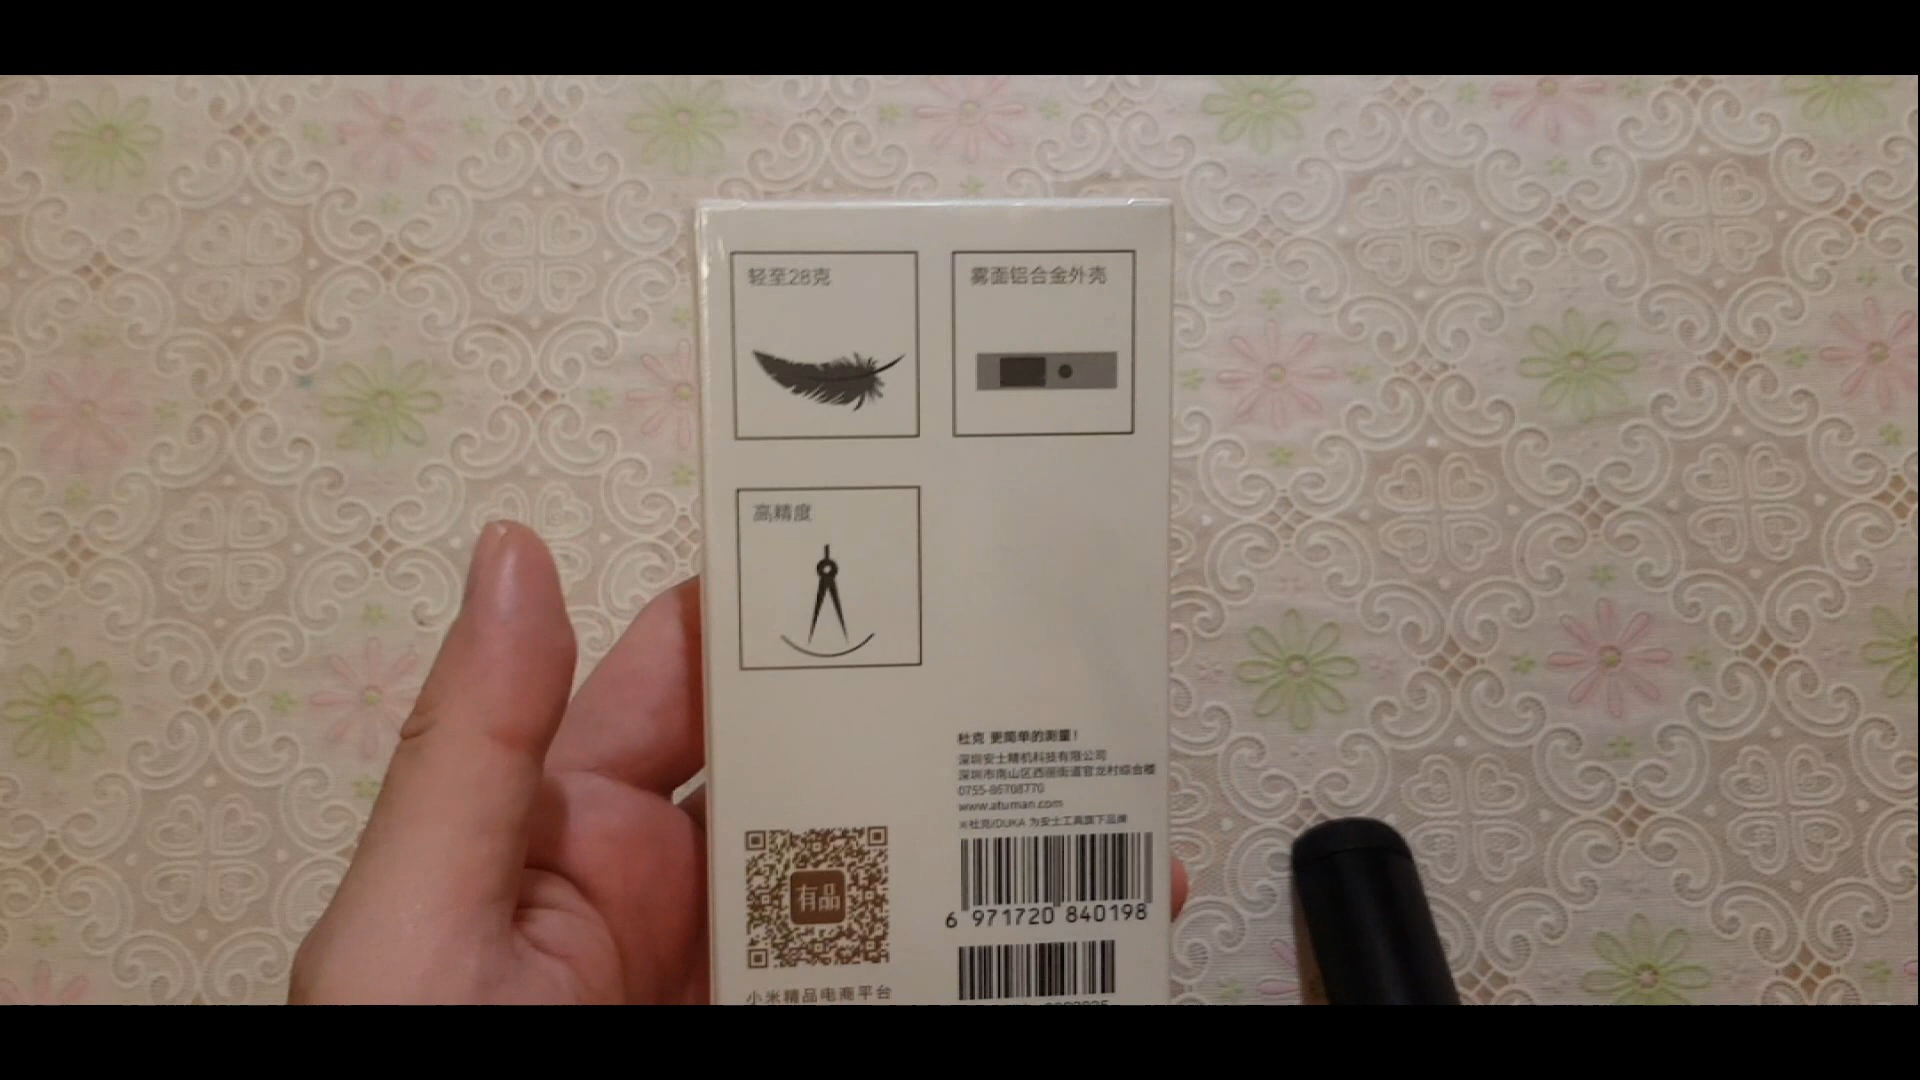 轻至28克
雾面铝合金外壳
高精度
杜克 更简单的测量！
深圳安士精机科技有限公司
深圳市南山区西丽街道官龙村综合楼
0755-86708770
www.atuman.com
※杜克/DUKA 为安士工具旗下品牌
6 971720 840198
有品
小米精品电商平台